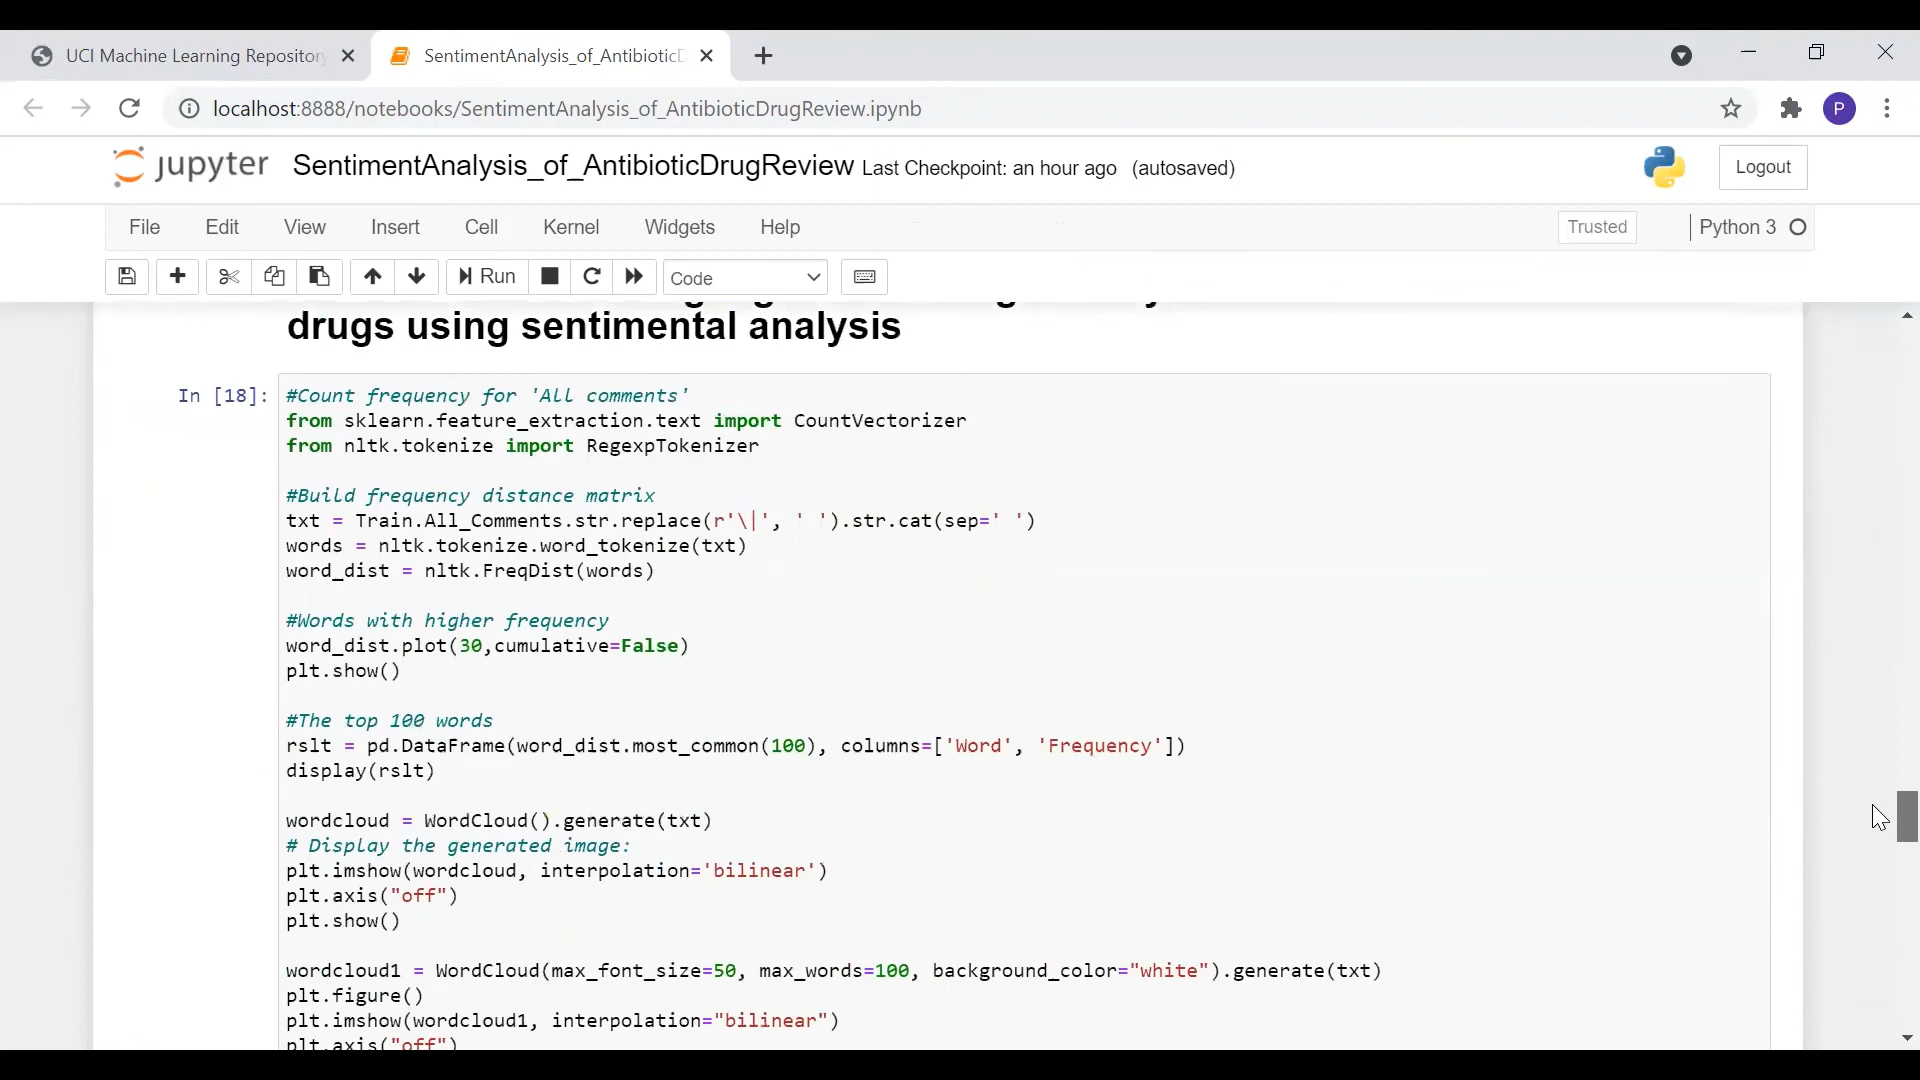 UCI Machine Learning Repository
SentimentAnalysis_of_AntibioticD
localhost:8888/notebooks/SentimentAnalysis_of_AntibioticDrugReview.ipynb
P
jupyter SentimentAnalysis_of_AntibioticDrugReview Last Checkpoint: an hour ago (autosaved)
Logout
File Edit View Insert Cell Kernel Widgets Help
Trusted
Python 3
Run
Code
drugs using sentimental analysis
In [18]:
#Count frequency for 'All comments'
from sklearn.feature_extraction.text import CountVectorizer
from nltk.tokenize import RegexpTokenizer
#Build frequency distance matrix
txt = Train.All_Comments.str.replace(r'\|', ' ').str.cat(sep=' ')
words = nltk.tokenize.word_tokenize(txt)
word_dist = nltk.FreqDist(words)
#Words with higher frequency
word_dist.plot(30,cumulative=False)
plt.show()
#The top 100 words
rslt = pd.DataFrame(word_dist.most_common(100), columns=['Word', 'Frequency'])
display(rslt)
wordcloud = WordCloud().generate(txt)
# Display the generated image:
plt.imshow(wordcloud, interpolation='bilinear')
plt.axis("off")
plt.show()
wordcloud1 = WordCloud(max_font_size=50, max_words=100, background_color="white").generate(txt)
plt.figure()
plt.imshow(wordcloud1, interpolation="bilinear")
plt.axis("off")